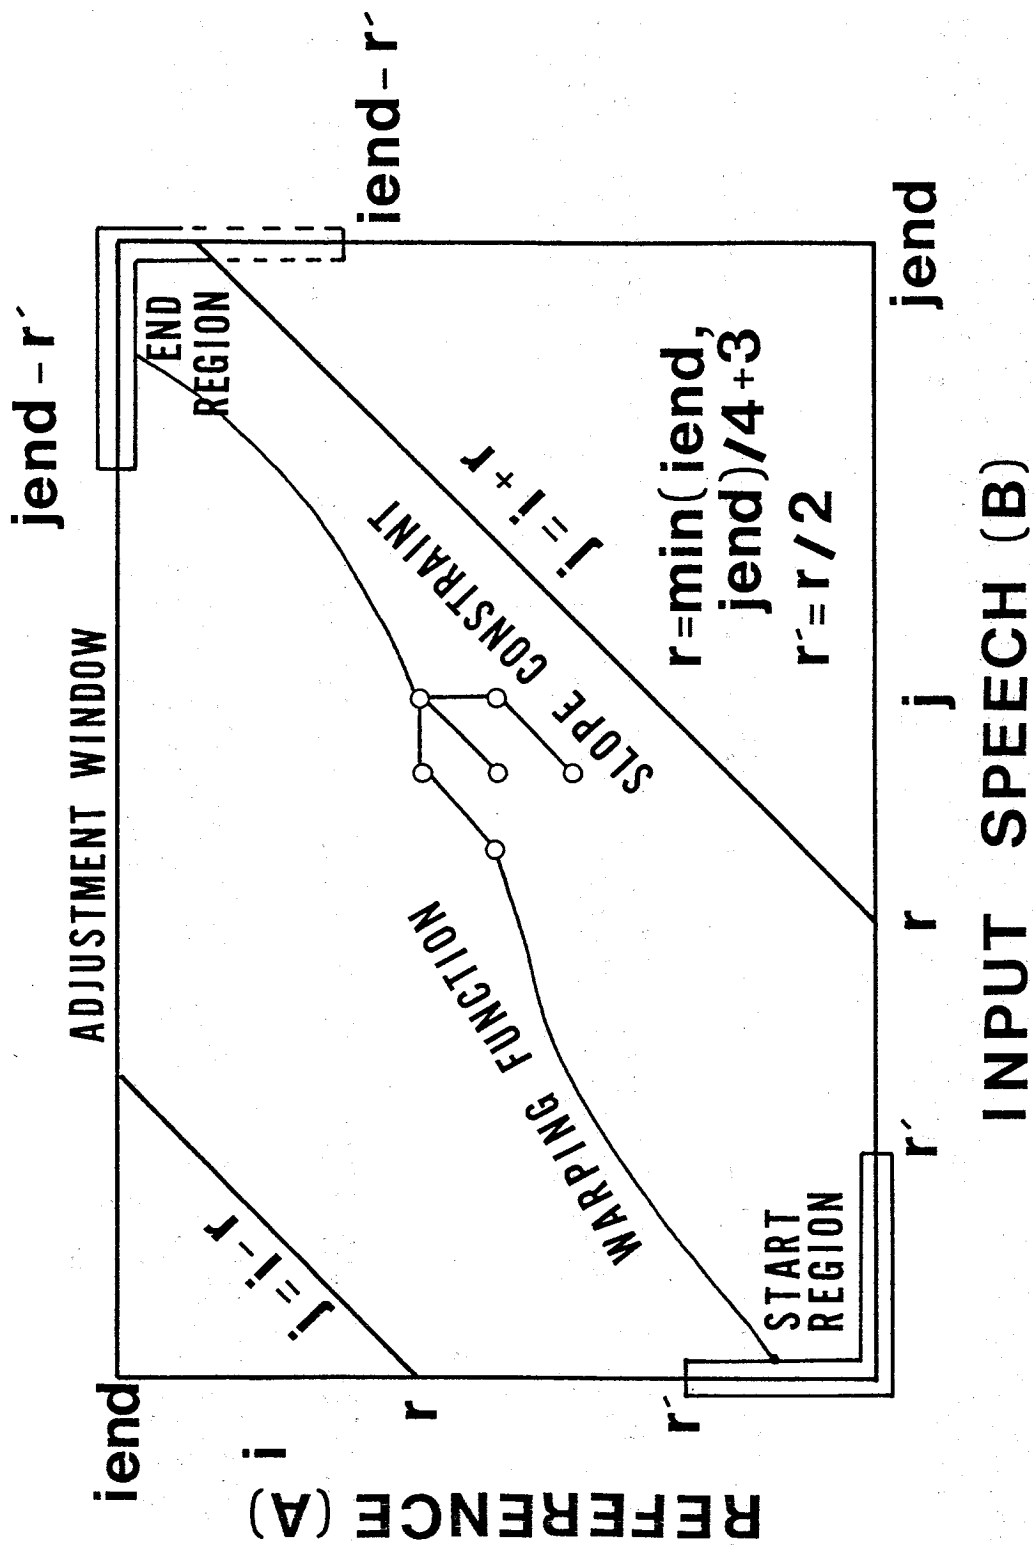 jend - r′
ADJUSTMENT WINDOW
iend
END
REGION
iend - r′
j = i - r
i
r
j = i + r
SLOPE CONSTRAINT
WARPING FUNCTION
r = min(iend,
jend)/4+3
r′ = r/2
r′
START
REGION
r′
r
j
jend
REFERENCE (A)
INPUT SPEECH (B)